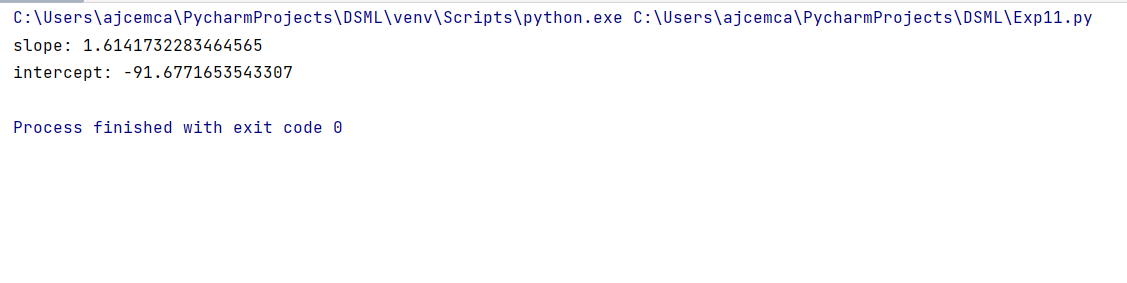 C:\Users\ajcemca\PycharmProjects\DSML\venv\Scripts\python.exe C:\Users\ajcemca\PycharmProjects\DSML\Exp11.py
slope: 1.6141732283464565
intercept: -91.6771653543307
Process finished with exit code 0